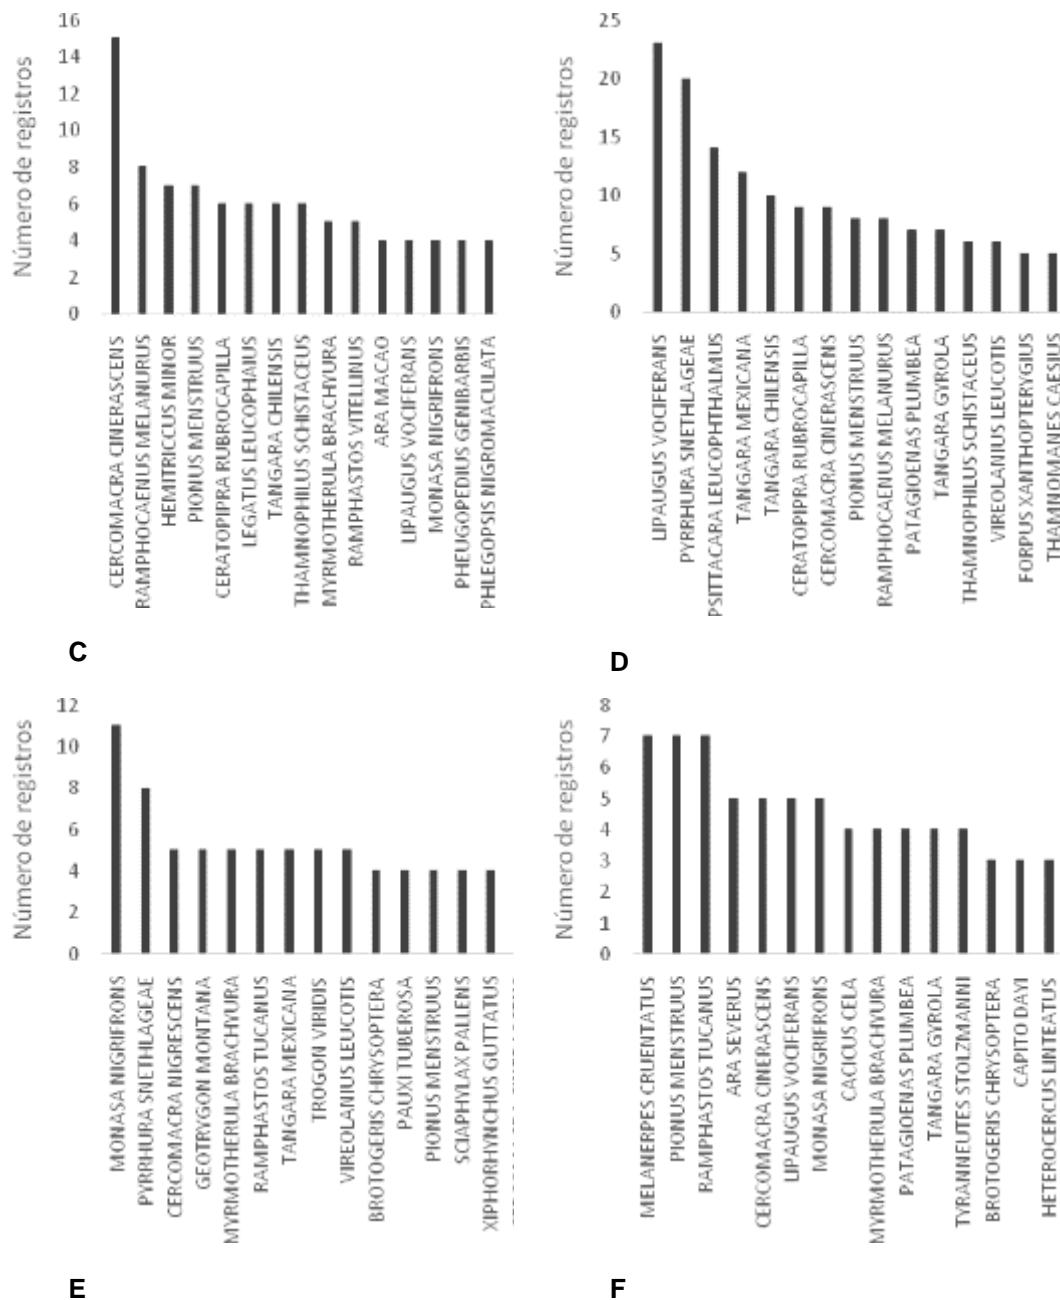 Número de registros
16
14
12
10
8
6
4
2
0
CERCOMACRA CINERASCENS
RAMPHOCAENUS MELANURUS
HEMITRICCUS MINOR
PIONUS MENSTRUUS
CERATOPIPRA RUBROCAPILLA
LEGATUS LEUCOPHAIUS
TANGARA CHILENSIS
THAMNOPHILUS SCHISTACEUS
MYRMOTHERULA BRACHYURA
RAMPHASTOS VITELLINUS
ARA MACAO
LIPAUGUS VOCIFERANS
MONASA NIGRIFRONS
PHEUGOPEDIUS GENIBARBIS
PHLEGOPSIS NIGROMACULATA
C
Número de registros
25
20
15
10
5
0
LIPAUGUS VOCIFERANS
PYRRHURA SNETHLAGEAE
PSITTACARA LEUCOPHTHALMUS
TANGARA MEXICANA
TANGARA CHILENSIS
CERATOPIPRA RUBROCAPILLA
CERCOMACRA CINERASCENS
PIONUS MENSTRUUS
RAMPHOCAENUS MELANURUS
PATAGIOENAS PLUMBEA
TANGARA GYROLA
THAMNOPHILUS SCHISTACEUS
VIREOLANIUS LEUCOTIS
FORPUS XANTHOPTERYGIUS
THAMNOMANES CAESIUS
D
Número de registros
12
10
8
6
4
2
0
MONASA NIGRIFRONS
PYRRHURA SNETHLAGEAE
CERCOMACRA NIGRESCENS
GEOTRYGON MONTANA
MYRMOTHERULA BRACHYURA
RAMPHASTOS TUCANUS
TANGARA MEXICANA
TROGON VIRIDIS
VIREOLANIUS LEUCOTIS
BROTOGERIS CHRYSOPTERA
PAUXI TUBEROSA
PIONUS MENSTRUUS
SCIAPHYLAX PALLENS
XIPHORHYNCHUS GUTTATUS
E
Número de registros
8
7
6
5
4
3
2
1
0
MELANERPES CRUENTATUS
PIONUS MENSTRUUS
RAMPHASTOS TUCANUS
ARA SEVERUS
CERCOMACRA CINERASCENS
LIPAUGUS VOCIFERANS
MONASA NIGRIFRONS
CACICUS CELA
MYRMOTHERULA BRACHYURA
PATAGIOENAS PLUMBEA
TANGARA GYROLA
TYRANNEUTES STOLZMANNI
BROTOGERIS CHRYSOPTERA
CAPITO DAYI
HETEROCERCUS LINTEATUS
F